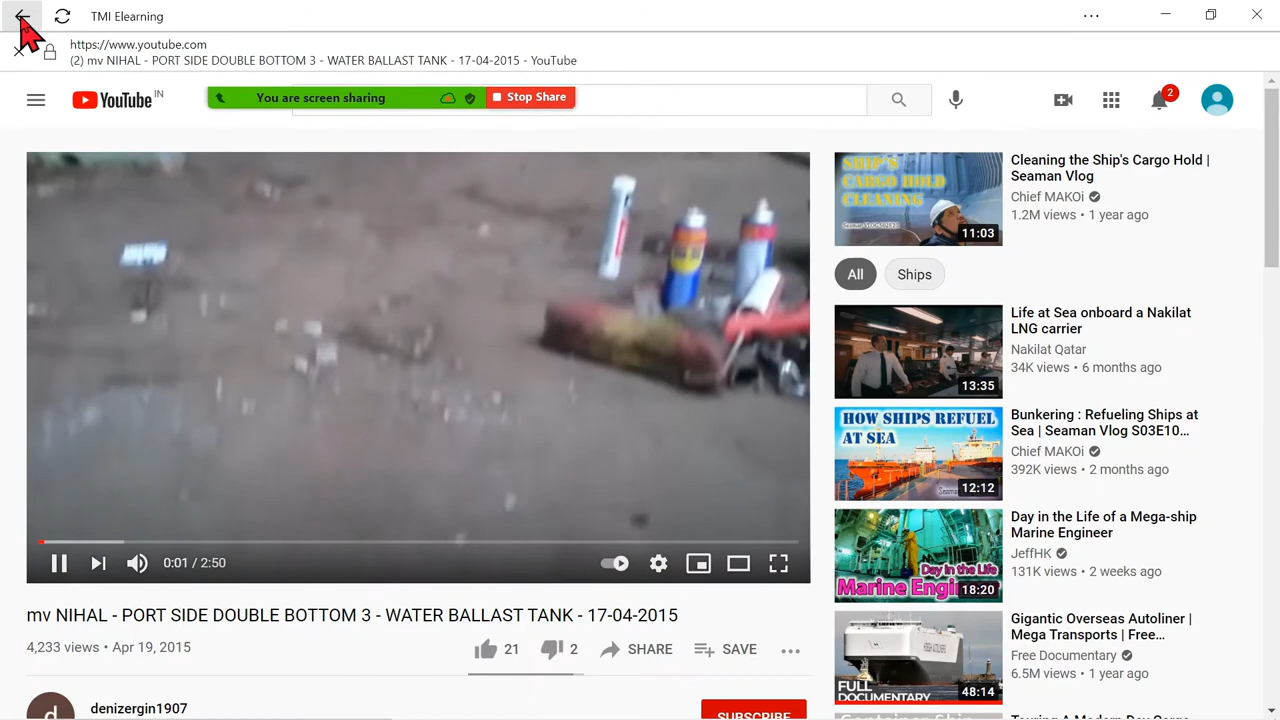 TMI Elearning
https://www.youtube.com
(2) mv NIHAL - PORT SIDE DOUBLE BOTTOM 3 - WATER BALLAST TANK - 17-04-2015 - YouTube
YouTube IN
You are screen sharing
Stop Share
2
0:01 / 2:50
mv NIHAL - PORT SIDE DOUBLE BOTTOM 3 - WATER BALLAST TANK - 17-04-2015
4,233 views • Apr 19, 2015
21
2
SHARE
SAVE
d
denizerson1907
SUBSCRIBE
SHIP'S
CARGO HOLD
CLEANING
11:03
Cleaning the Ship's Cargo Hold |
Seaman Vlog
Chief MAKOi
1.2M views • 1 year ago
All
Ships
13:35
Life at Sea onboard a Nakilat
LNG carrier
Nakilat Qatar
34K views • 6 months ago
HOW SHIPS REFUEL
AT SEA
12:12
Bunkering : Refueling Ships at
Sea | Seaman Vlog S03E10...
Chief MAKOi
392K views • 2 months ago
Day in the Life
Marine Engi
18:20
Day in the Life of a Mega-ship
Marine Engineer
JeffHK
131K views • 2 weeks ago
FULL
DOCUMENTARY
48:14
Gigantic Overseas Autoliner |
Mega Transports | Free...
Free Documentary
6.5M views • 1 year ago